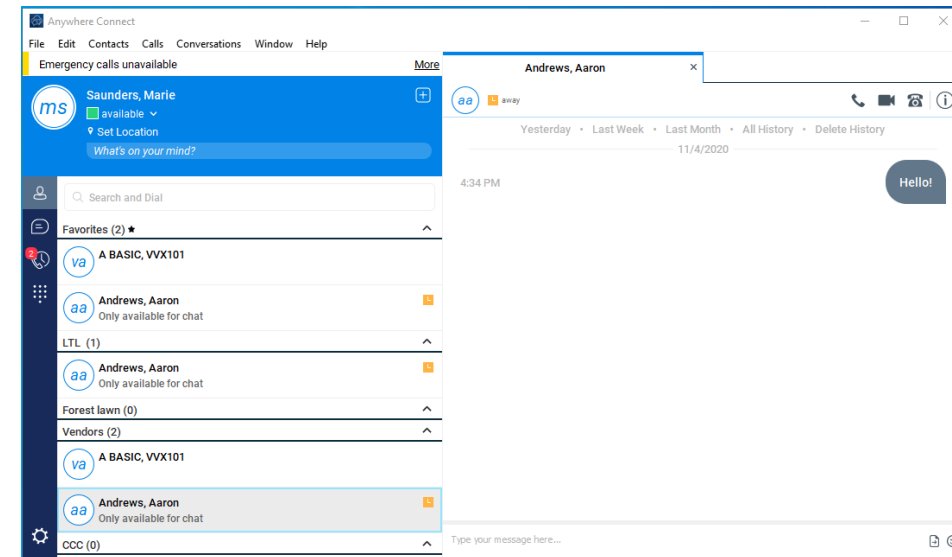 Anywhere Connect
File Edit Contacts Calls Conversations Window Help
Emergency calls unavailable More
ms
Saunders, Marie
available
Set Location
What's on your mind?
Search and Dial
2
Favorites (2)
va
A BASIC, VVX101
aa
Andrews, Aaron
Only available for chat
LTL (1)
aa
Andrews, Aaron
Only available for chat
Forest lawn (0)
Vendors (2)
va
A BASIC, VVX101
aa
Andrews, Aaron
Only available for chat
CCC (0)
Andrews, Aaron
aa away
Yesterday • Last Week • Last Month • All History • Delete History
11/4/2020
4:34 PM Hello!
Type your message here...